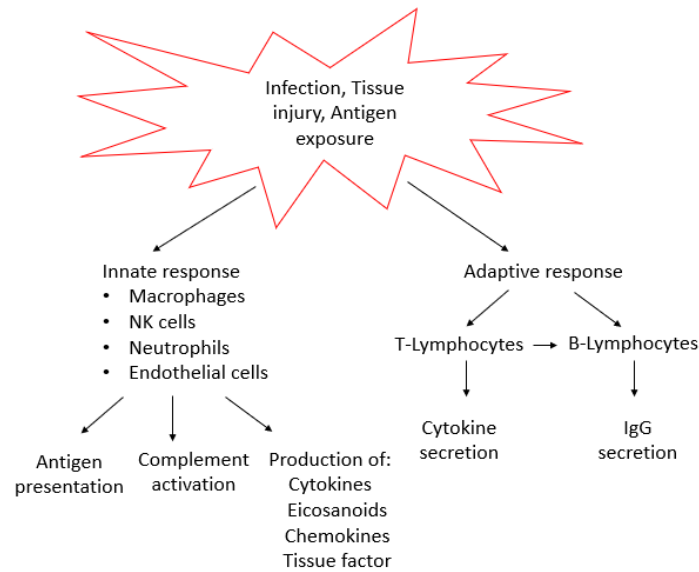 Infection, Tissue
injury, Antigen
exposure
Innate response
• Macrophages
• NK cells
• Neutrophils
• Endothelial cells
Adaptive response
T-Lymphocytes
B-Lymphocytes
Antigen
presentation
Complement
activation
Production of:
Cytokines
Eicosanoids
Chemokines
Tissue factor
Cytokine
secretion
IgG
secretion